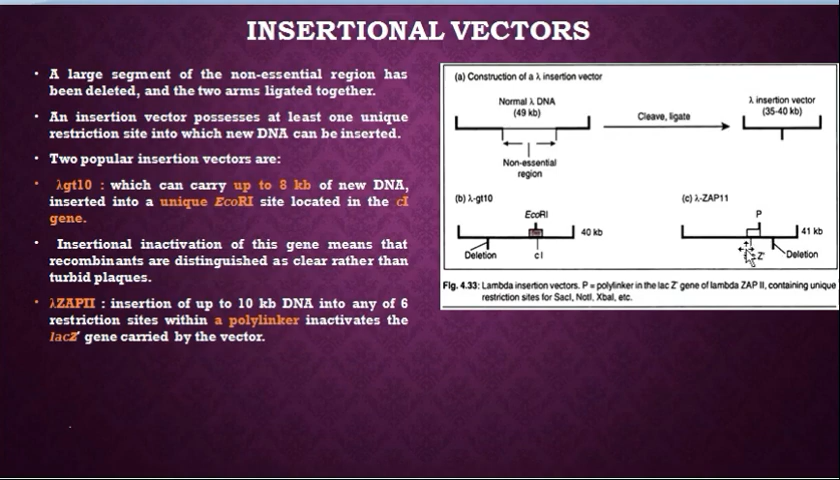 INSERTIONAL VECTORS
• A large segment of the non-essential region has
been deleted, and the two arms ligated together.
• An insertion vector possesses at least one unique
restriction site into which new DNA can be inserted.
• Two popular insertion vectors are:
• λgt10 : which can carry up to 8 kb of new DNA,
inserted into a unique EcoRI site located in the cI
gene.
• Insertional inactivation of this gene means that
recombinants are distinguished as clear rather than
turbid plaques.
• λZAPII : insertion of up to 10 kb DNA into any of 6
restriction sites within a polylinker inactivates the
lacZ′ gene carried by the vector.
(a) Construction of a λ insertion vector
Normal λ DNA
(49 kb)
Cleave, ligate
λ insertion vector
(35-40 kb)
Non-essential
region
(b) λ-gt10
EcoRI
40 kb
Deletion
cI
(c) λ-ZAP11
P
41 kb
Z'
Deletion
Fig. 4.33: Lambda insertion vectors. P = polylinker in the lac Z' gene of lambda ZAP II, containing unique
restriction sites for SacI, NotI, XbaI, etc.